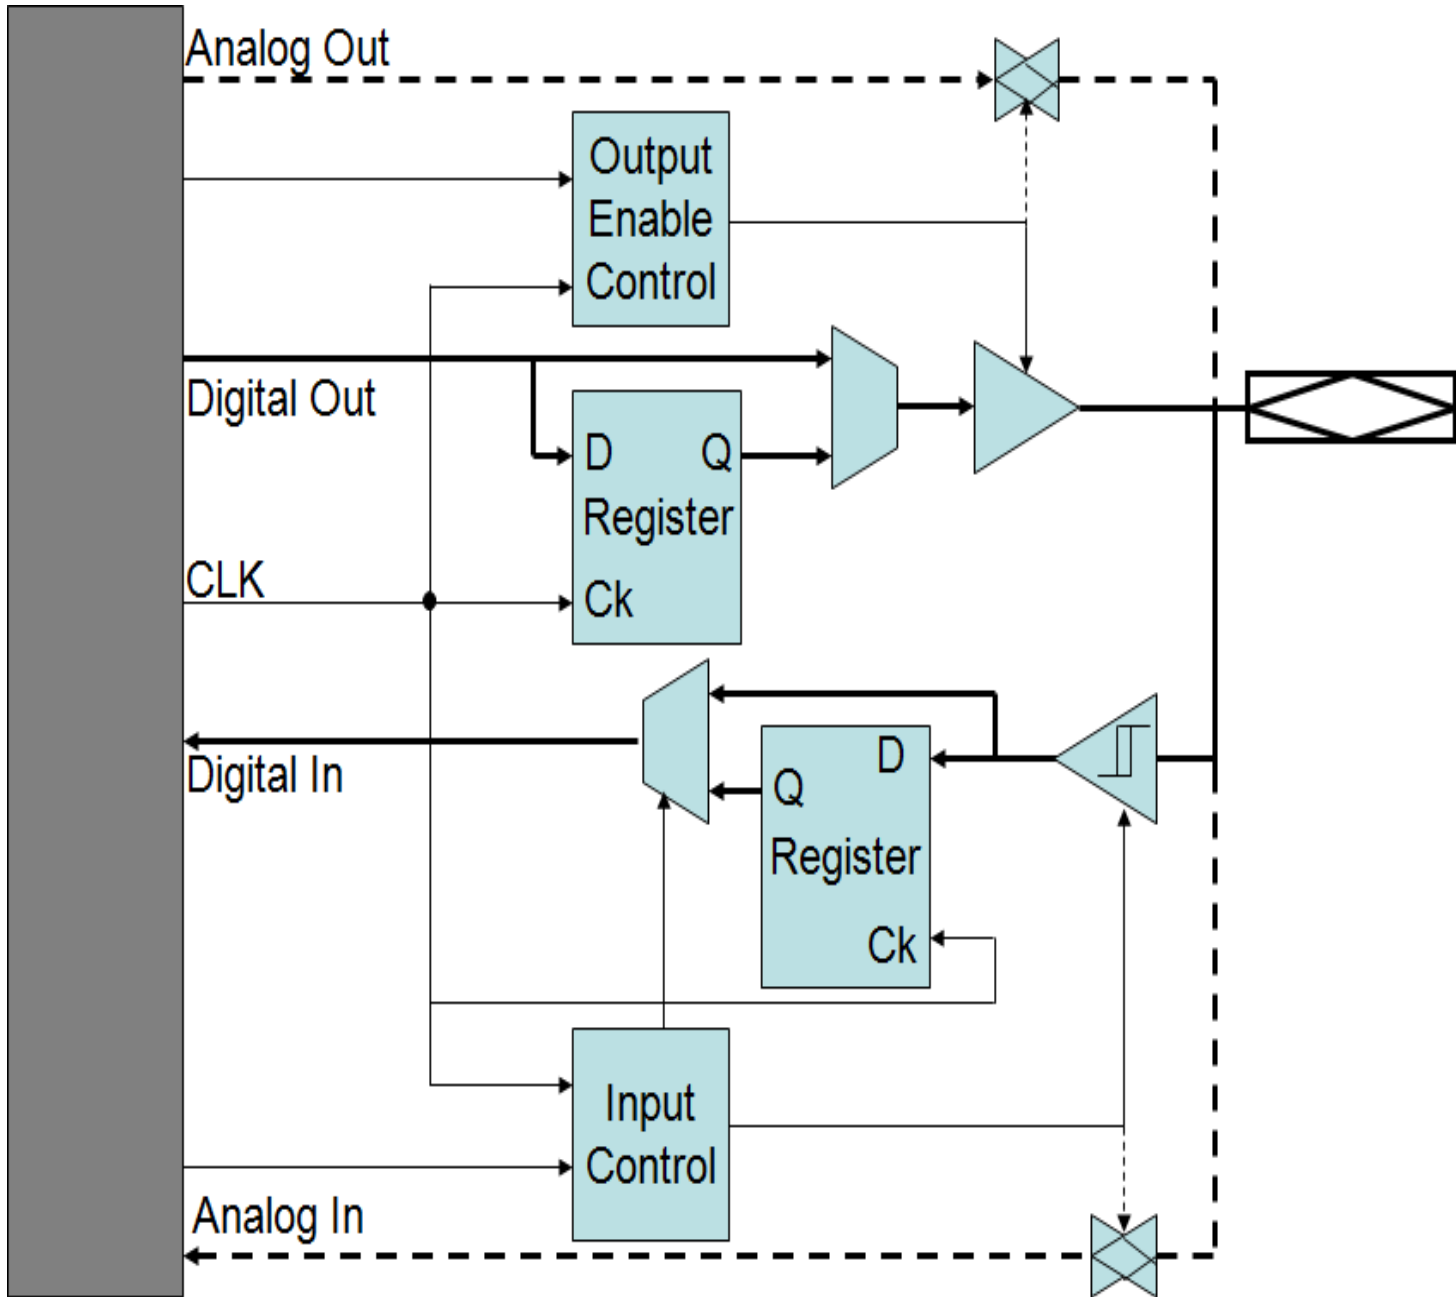 Analog Out
Output
Enable
Control
Digital Out
D Q
Register
CLK
Ck
Digital In
D
Q
Register
Ck
Input
Control
Analog In